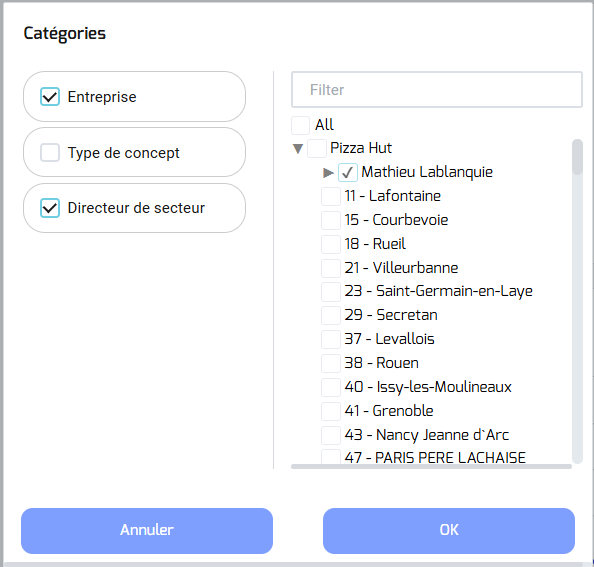 Catégories
Entreprise
Type de concept
Directeur de secteur
Filter
All
Pizza Hut
Mathieu Lablanquie
11 - Lafontaine
15 - Courbevoie
18 - Rueil
21 - Villeurbanne
23 - Saint-Germain-en-Laye
29 - Secretan
37 - Levallois
38 - Rouen
40 - Issy-les-Moulineaux
41 - Grenoble
43 - Nancy Jeanne d`Arc
47 - PARIS PERE LACHAISE
Annuler
OK